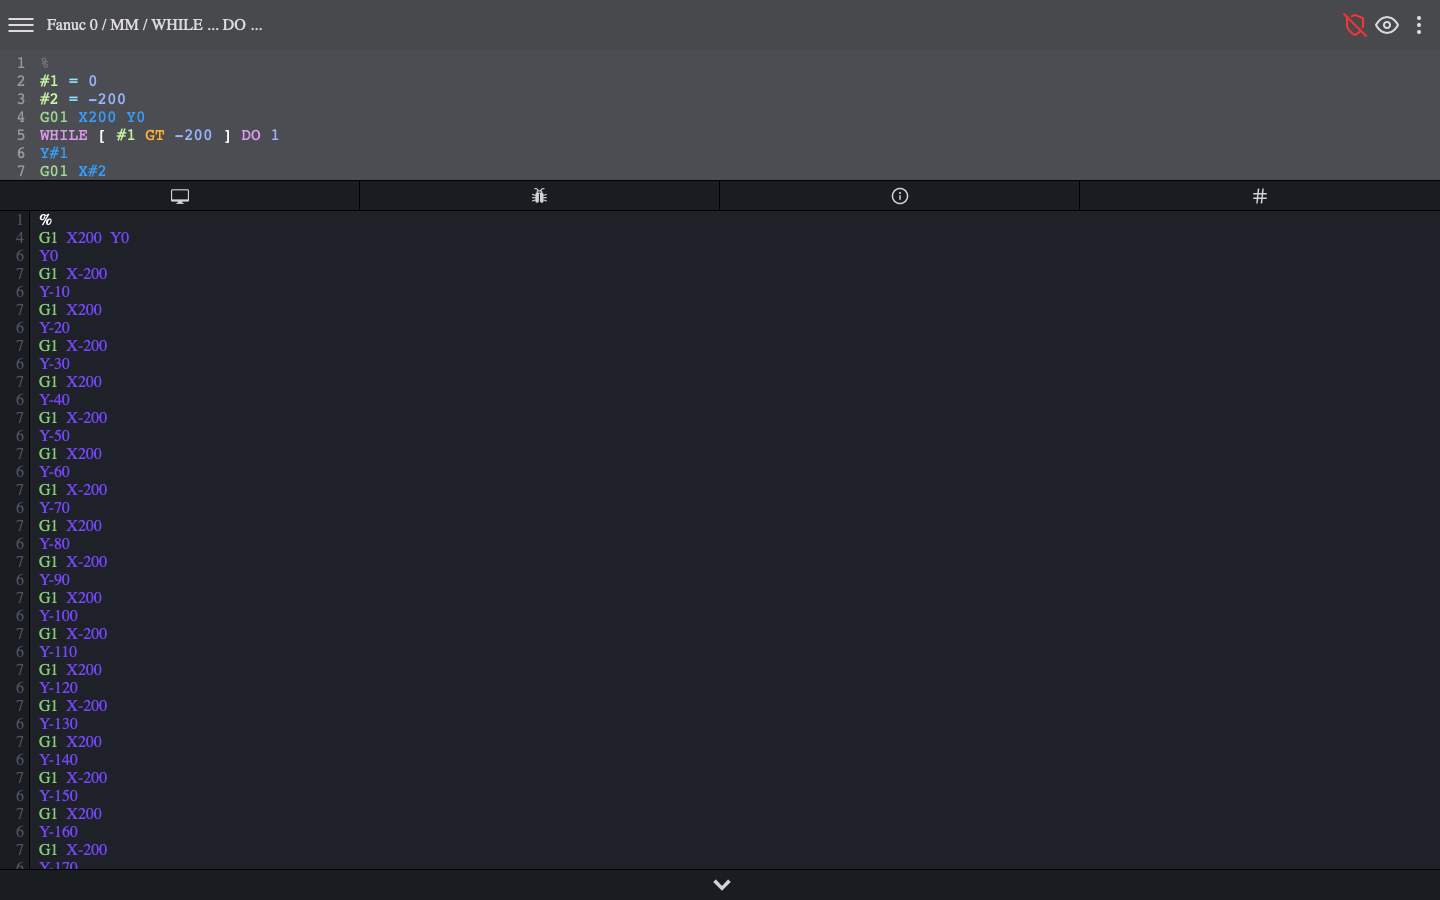 Fanuc 0 / MM / WHILE ... DO ...
1 %
2 #1 = 0
3 #2 = -200
4 G01 X200 Y0
5 WHILE [ #1 GT -200 ] DO 1
6 Y#1
7 G01 X#2
1 %
4 G1 X200 Y0
6 Y0
7 G1 X-200
6 Y-10
7 G1 X200
6 Y-20
7 G1 X-200
6 Y-30
7 G1 X200
6 Y-40
7 G1 X-200
6 Y-50
7 G1 X200
6 Y-60
7 G1 X-200
6 Y-70
7 G1 X200
6 Y-80
7 G1 X-200
6 Y-90
7 G1 X200
6 Y-100
7 G1 X-200
6 Y-110
7 G1 X200
6 Y-120
7 G1 X-200
6 Y-130
7 G1 X200
6 Y-140
7 G1 X-200
6 Y-150
7 G1 X200
6 Y-160
7 G1 X-200
6 Y-170